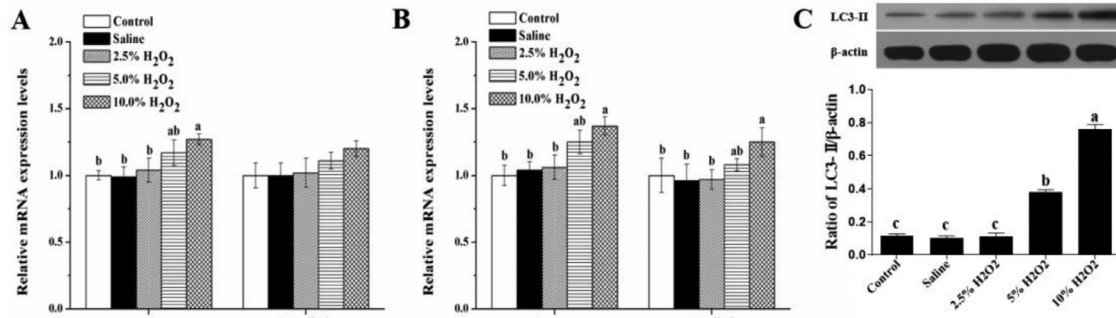 A
Control
Saline
2.5% H₂O₂
5.0% H₂O₂
10.0% H₂O₂
Relative mRNA expression levels
2.0
1.5
1.0
0.5
0.0
b b b ab a
B
Control
Saline
2.5% H₂O₂
5.0% H₂O₂
10.0% H₂O₂
Relative mRNA expression levels
2.0
1.5
1.0
0.5
0.0
b b b ab a
b b b ab a
C
LC3-II
β-actin
Ratio of LC3- II/β-actin
1.0
0.8
0.6
0.4
0.2
0.0
c c c b a
Control
Saline
2.5% H2O2
5% H2O2
10% H2O2